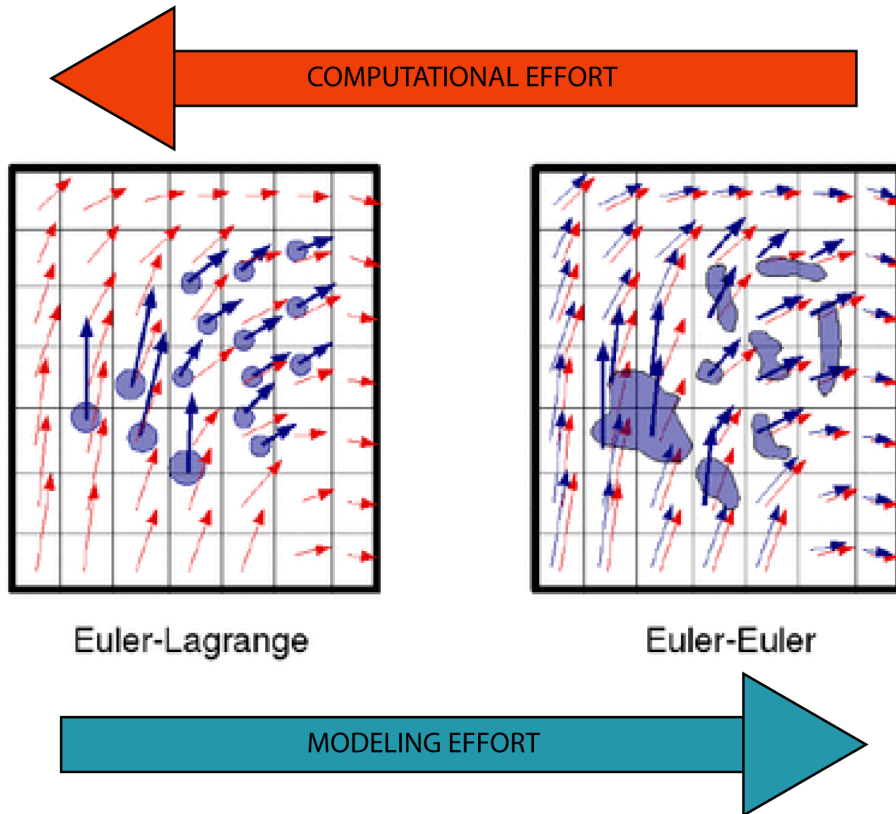 COMPUTATIONAL EFFORT
Euler-Lagrange
Euler-Euler
MODELING EFFORT